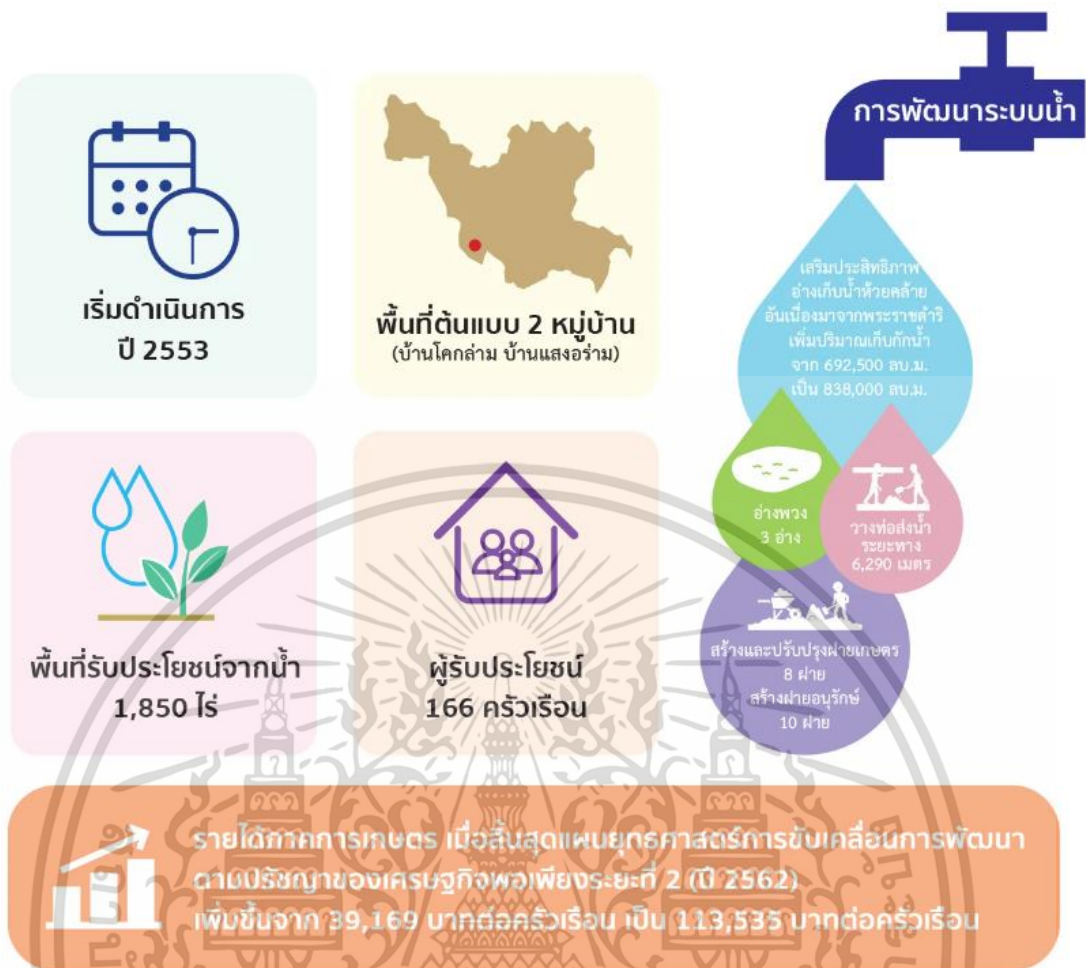 เริ่มดำเนินการ
ปี 2553
พื้นที่ต้นแบบ 2 หมู่บ้าน
(บ้านโคกล่าม บ้านแสงอร่าม)
พื้นที่รับประโยชน์จากน้ำ
1,850 ไร่
ผู้รับประโยชน์
166 ครัวเรือน
การพัฒนาระบบน้ำ
เสริมประสิทธิภาพ
อ่างเก็บน้ำห้วยคล้าย
อันเนื่องมาจากพระราชดำริ
เพิ่มปริมาณเก็บกักน้ำ
จาก 692,500 ลบ.ม.
เป็น 838,000 ลบ.ม.
อ่างพวง
3 อ่าง
วางท่อส่งน้ำ
ระยะทาง
6,290 เมตร
สร้างและปรับปรุงฝายเกษตร
8 ฝาย
สร้างฝายอนุรักษ์
10 ฝาย
รายได้ภาคการเกษตร เมื่อสิ้นสุดแผนยุทธศาสตร์การขับเคลื่อนการพัฒนา
ตามปรัชญาของเศรษฐกิจพอเพียงระยะที่ 2 (ปี 2562)
เพิ่มขึ้นจาก 39,169 บาทต่อครัวเรือน เป็น 113,535 บาทต่อครัวเรือน